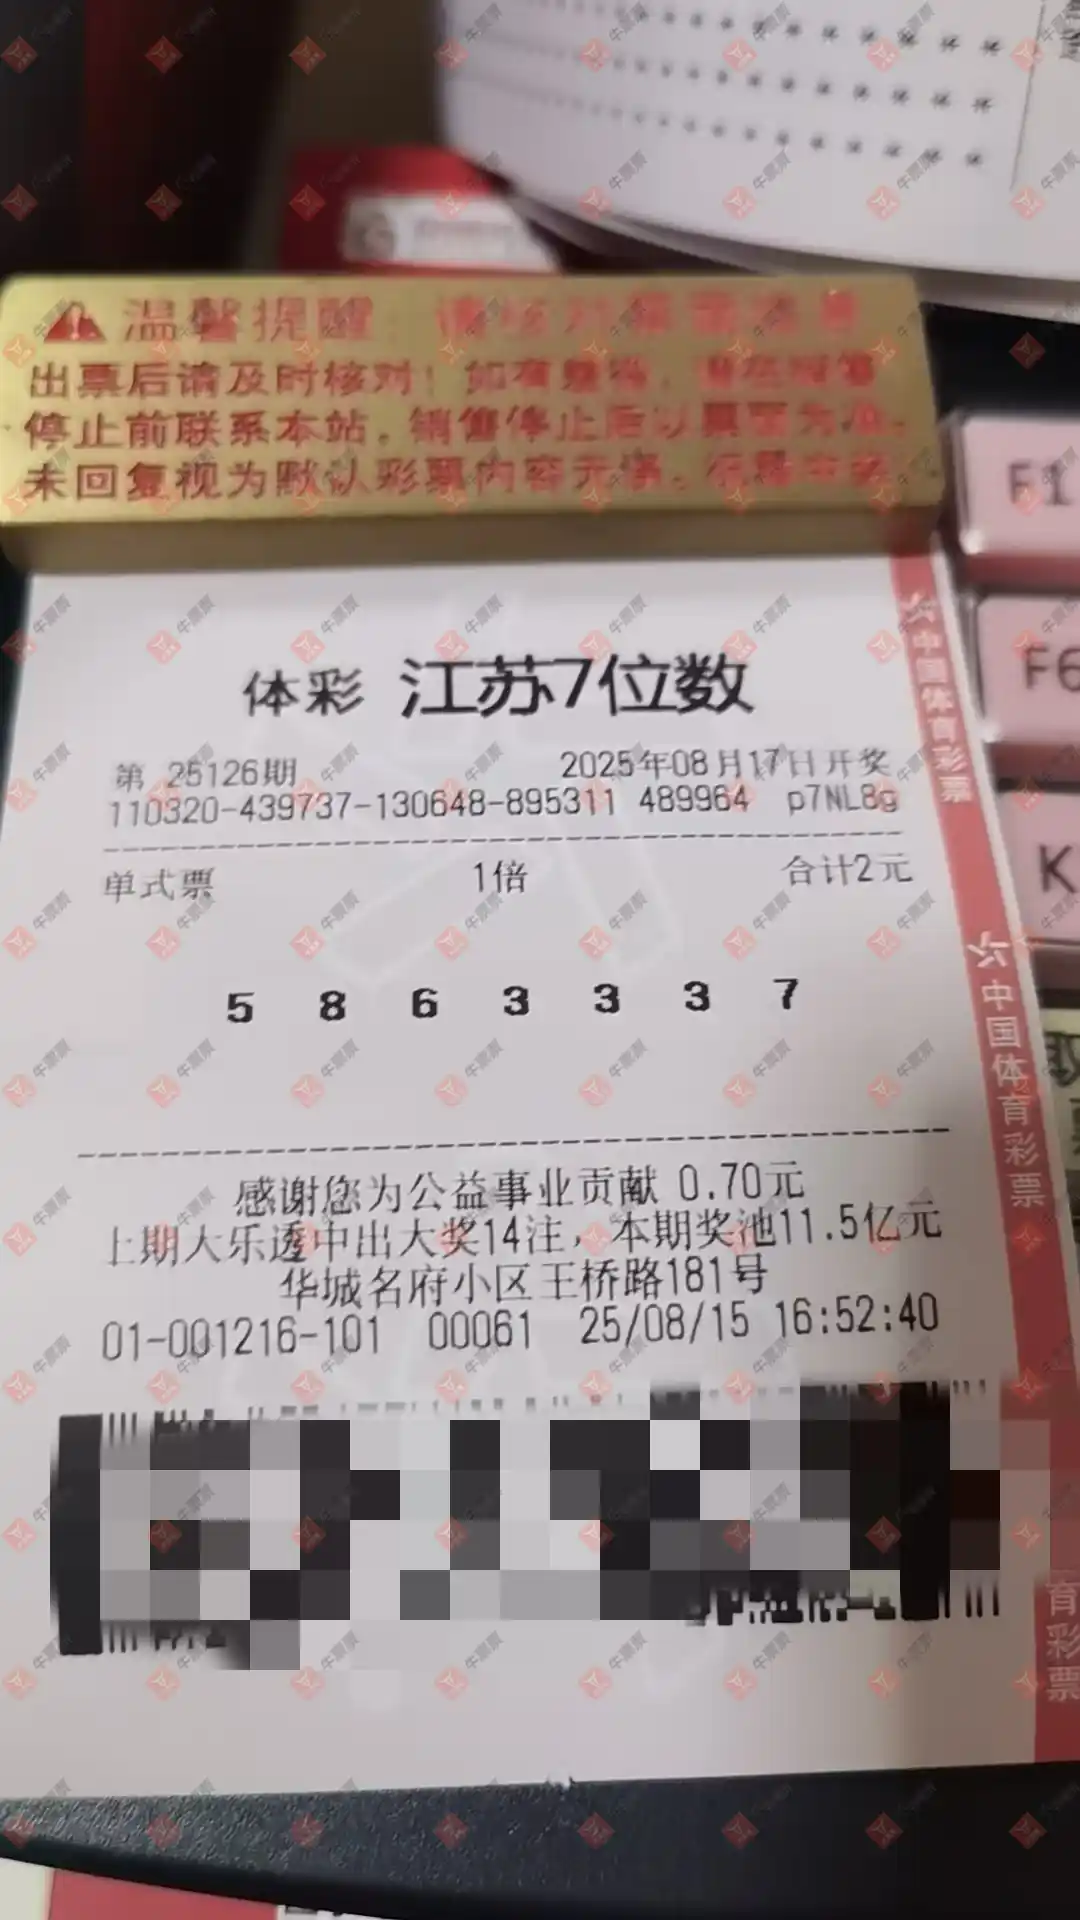 温馨提醒：
出票后请及时核对！如有
停止前联系本站，销售停止后以票面为准。
未回复视为默认彩票内容无误。
F1
F6
K
体彩 江苏7位数
第 25126期 2025年08月17日开奖
110320-439737-130648-895311 489964 p7NL8g
单式票 1倍 合计2元
5 8 6 3 3 3 7
感谢您为公益事业贡献 0.70元
上期大乐透中出大奖14注，本期奖池11.5亿元
华城名府小区王桥路181号
01-001216-101 00061 25/08/15 16:52:40
中国体育彩票
中国体育彩票
育彩票
牛票票